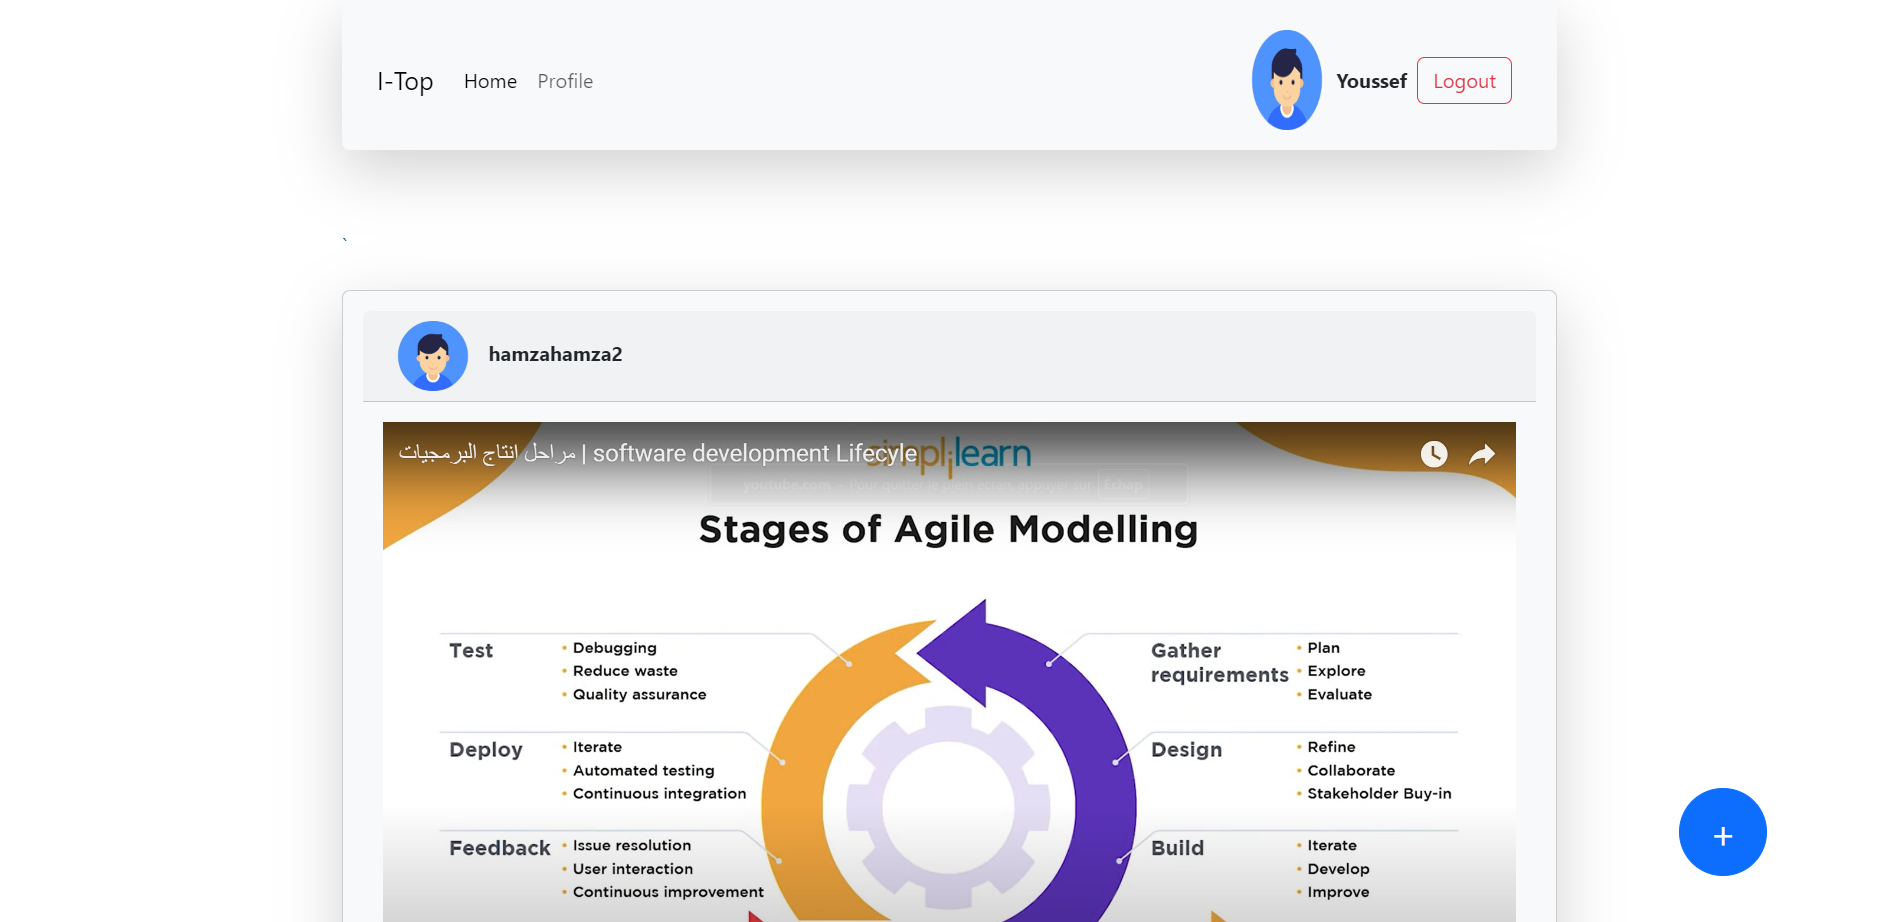 I-Top
Home
Profile
Youssef
Logout
`
hamzahamza2
مراحل انتاج البرمجيات | software development Lifecyle
simplilearn
youtube.com – Pour quitter le plein écran, appuyer sur Échap
Stages of Agile Modelling
Test
• Debugging
• Reduce waste
• Quality assurance
Gather
requirements
• Plan
• Explore
• Evaluate
Deploy
• Iterate
• Automated testing
• Continuous integration
Design
• Refine
• Collaborate
• Stakeholder Buy-in
Feedback
• Issue resolution
• User interaction
• Continuous improvement
Build
• Iterate
• Develop
• Improve
+